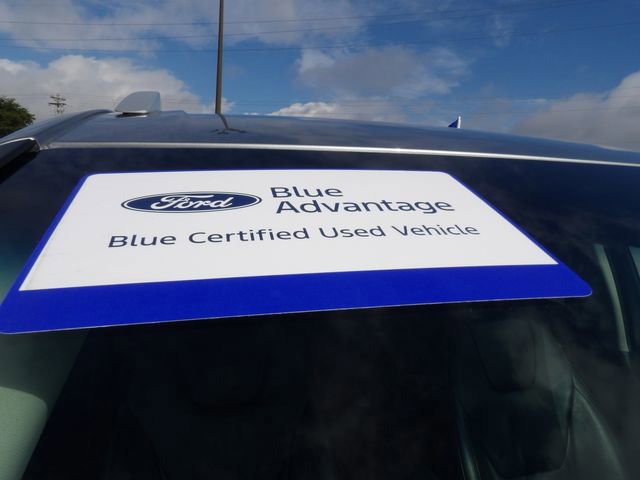 Ford Blue
Advantage
Blue Certified Used Vehicle